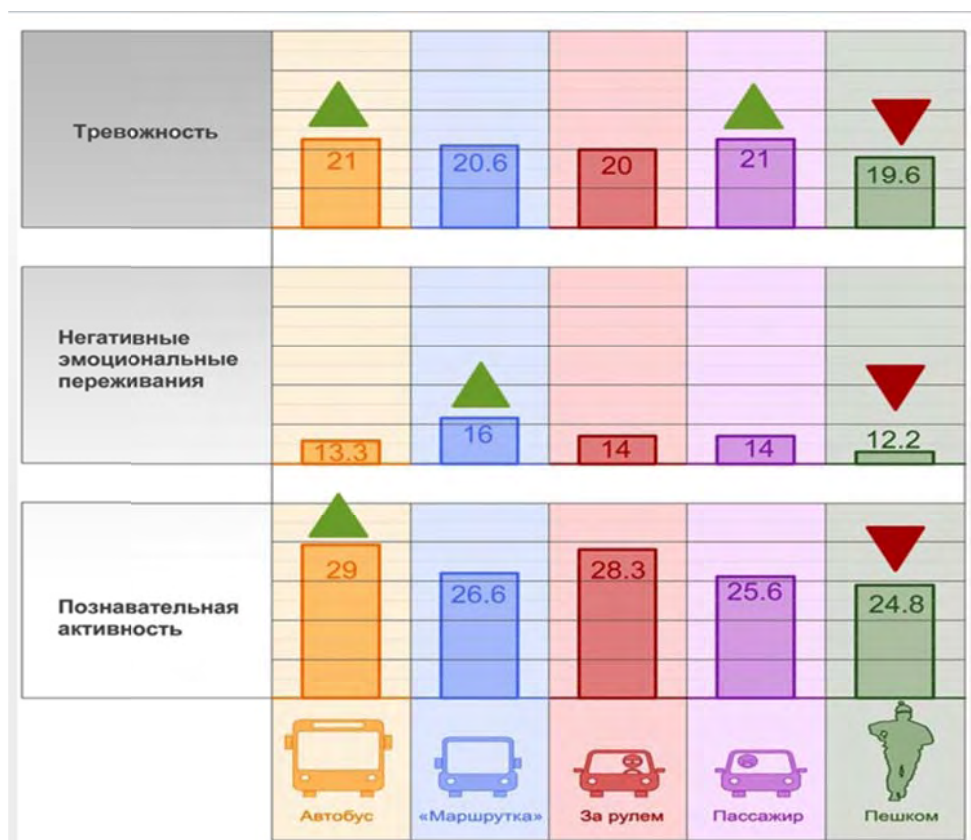 Тревожность
21
20.6
20
21
19.6
Негативные
эмоциональные
переживания
13.3
16
14
14
12.2
Познавательная
активность
29
26.6
28.3
25.6
24.8
Автобус
«Маршрутка»
За рулем
Пассажир
Пешком